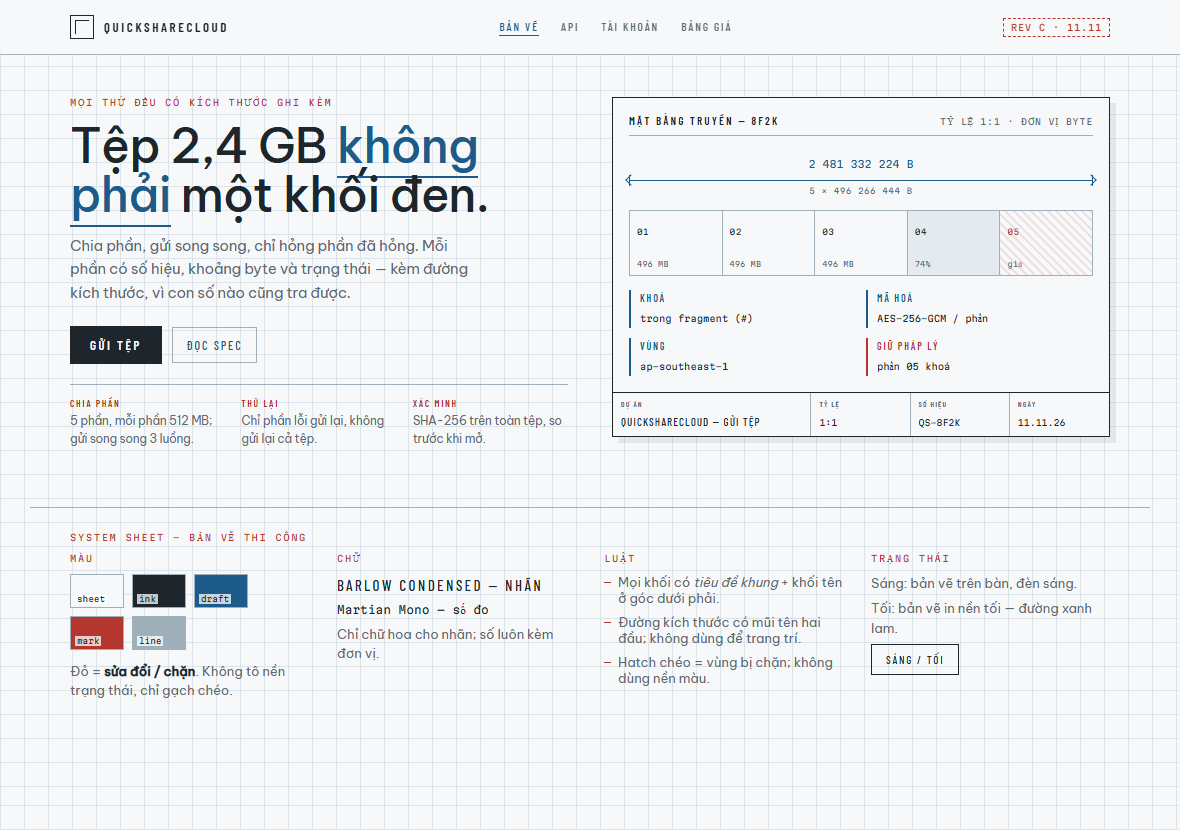 QUICKSHARECLOUD
BẢN VẼ
API
TÀI KHOẢN
BẢNG GIÁ
REV C · 11.11
MỌI THỨ ĐỀU CÓ KÍCH THƯỚC GHI KÈM
Tệp 2,4 GB không
phải một khối đen.
Chia phần, gửi song song, chỉ hỏng phần đã hỏng. Mỗi
phần có số hiệu, khoảng byte và trạng thái — kèm đường
kích thước, vì con số nào cũng tra được.
GỬI TỆP
ĐỌC SPEC
CHIA PHẦN
5 phần, mỗi phần 512 MB;
gửi song song 3 luồng.
THỬ LẠI
Chỉ phần lỗi gửi lại, không
gửi lại cả tệp.
XÁC MINH
SHA-256 trên toàn tệp, so
trước khi mở.
MẶT BẰNG TRUYỀN — 8F2K
TỶ LỆ 1:1 · ĐƠN VỊ BYTE
2 481 332 224 B
5 × 496 266 444 B
01
496 MB
02
496 MB
03
496 MB
04
74%
05
giữ
KHOÁ
trong fragment (#)
MÃ HOÁ
AES-256-GCM / phần
VÙNG
ap-southeast-1
GIỮ PHÁP LÝ
phần 05 khoá
DỰ ÁN
QUICKSHARECLOUD — GỬI TỆP
TỶ LỆ
1:1
SỐ HIỆU
QS-8F2K
NGÀY
11.11.26
SYSTEM SHEET — BẢN VẼ THI CÔNG
MÀU
sheet
ink
draft
mark
line
Đỏ = sửa đổi / chặn. Không tô nền
trạng thái, chỉ gạch chéo.
CHỮ
BARLOW CONDENSED — NHÃN
Martian Mono — số đo
Chỉ chữ hoa cho nhãn; số luôn kèm
đơn vị.
LUẬT
— Mọi khối có tiêu đề khung + khối tên
ở góc dưới phải.
— Đường kích thước có mũi tên hai
đầu; không dùng để trang trí.
— Hatch chéo = vùng bị chặn; không
dùng nền màu.
TRẠNG THÁI
Sáng: bản vẽ trên bàn, đèn sáng.
Tối: bản vẽ in nền tối — đường xanh
lam.
SÁNG / TỐI